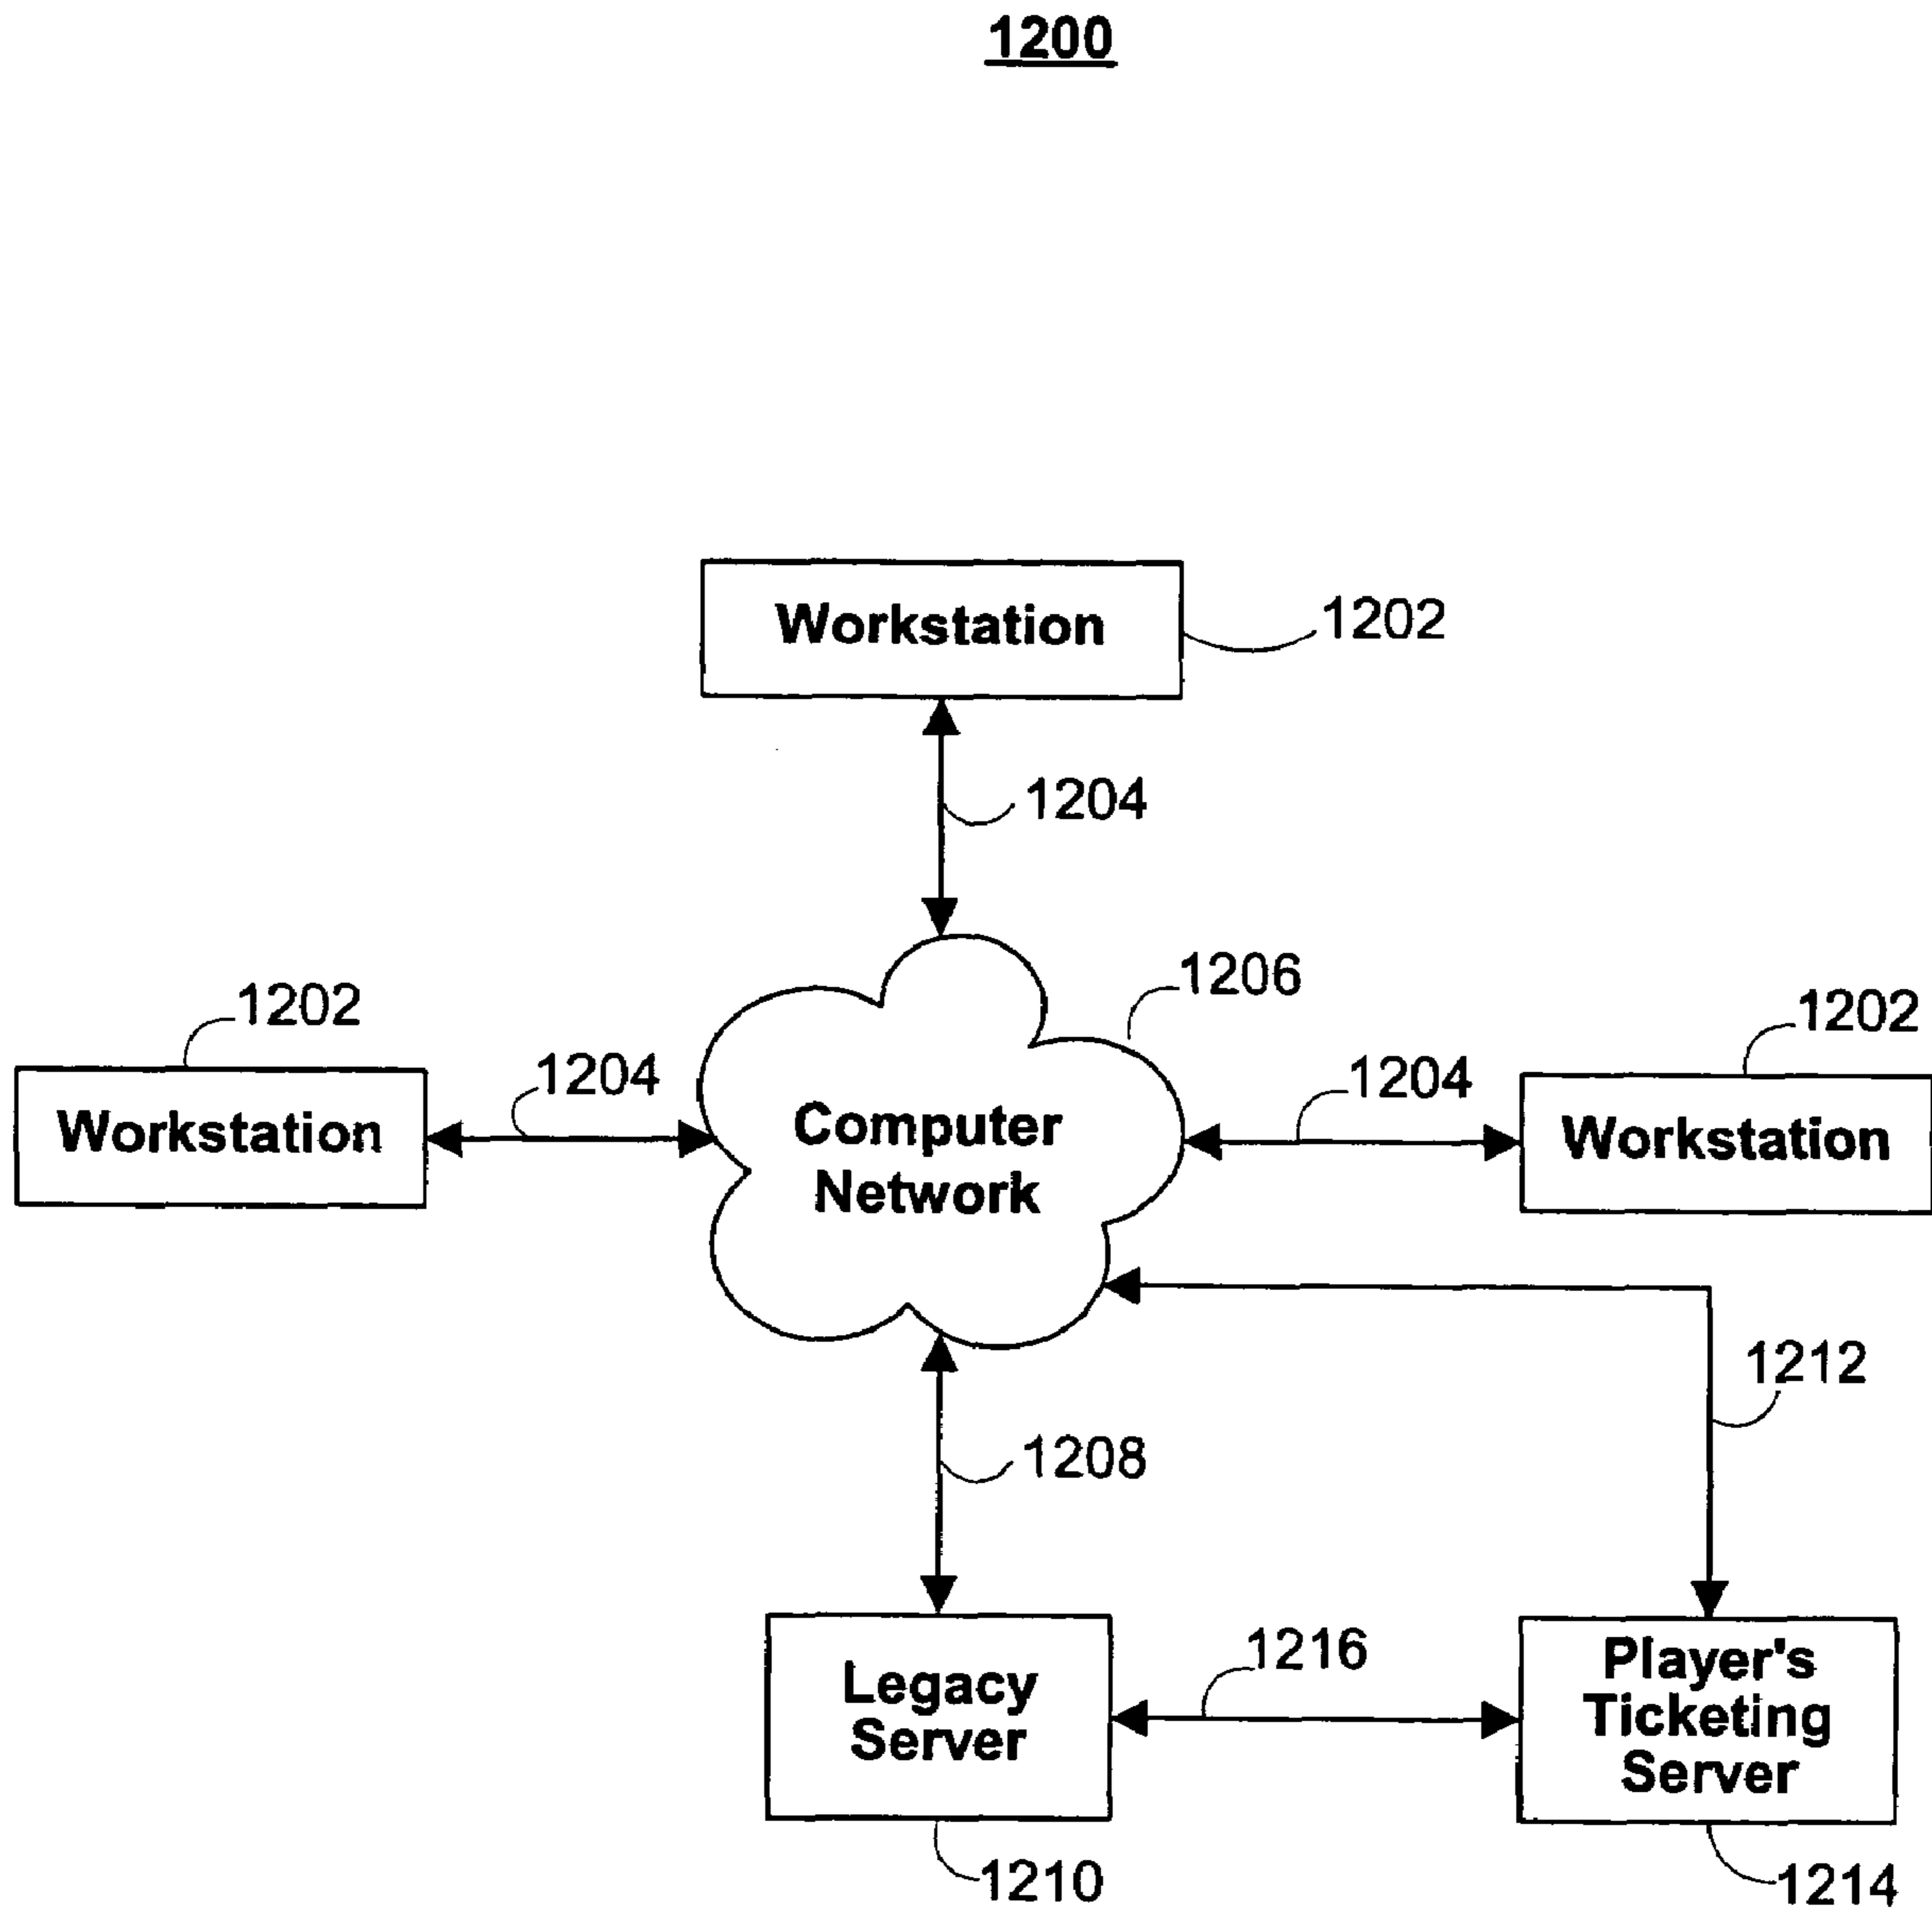 1200
Workstation
1202
1204
1206
1202
1202
1204
1204
Workstation
Computer
Network
Workstation
1212
1208
1216
Legacy
Server
Player's
Ticketing
Server
1210
1214